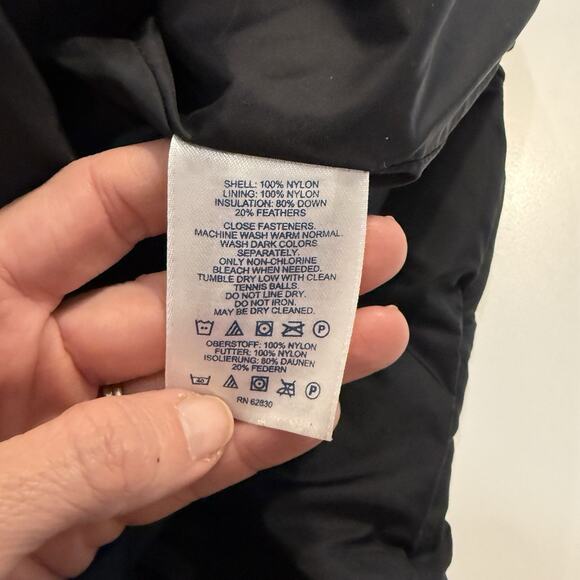 SHELL: 100% NYLON
LINING: 100% NYLON
INSULATION: 80% DOWN
20% FEATHERS
CLOSE FASTENERS.
MACHINE WASH WARM NORMAL.
WASH DARK COLORS
SEPARATELY.
ONLY NON-CHLORINE
BLEACH WHEN NEEDED.
TUMBLE DRY LOW WITH CLEAN
TENNIS BALLS.
DO NOT LINE DRY.
DO NOT IRON.
MAY BE DRY CLEANED.
P
OBERSTOFF: 100% NYLON
FUTTER: 100% NYLON
ISOLIERUNG: 80% DAUNEN
20% FEDERN
40 P
RN 62830